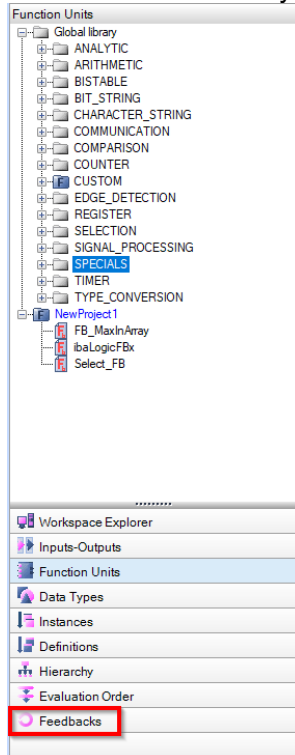 Function Units
Global library
ANALYTIC
ARITHMETIC
BISTABLE
BIT_STRING
CHARACTER_STRING
COMMUNICATION
COMPARISON
COUNTER
CUSTOM
EDGE_DETECTION
REGISTER
SELECTION
SIGNAL_PROCESSING
SPECIALS
TIMER
TYPE_CONVERSION
NewProject1
FB_MaxInArray
ibaLogicFBx
Select_FB
Workspace Explorer
Inputs-Outputs
Function Units
Data Types
Instances
Definitions
Hierarchy
Evaluation Order
Feedbacks